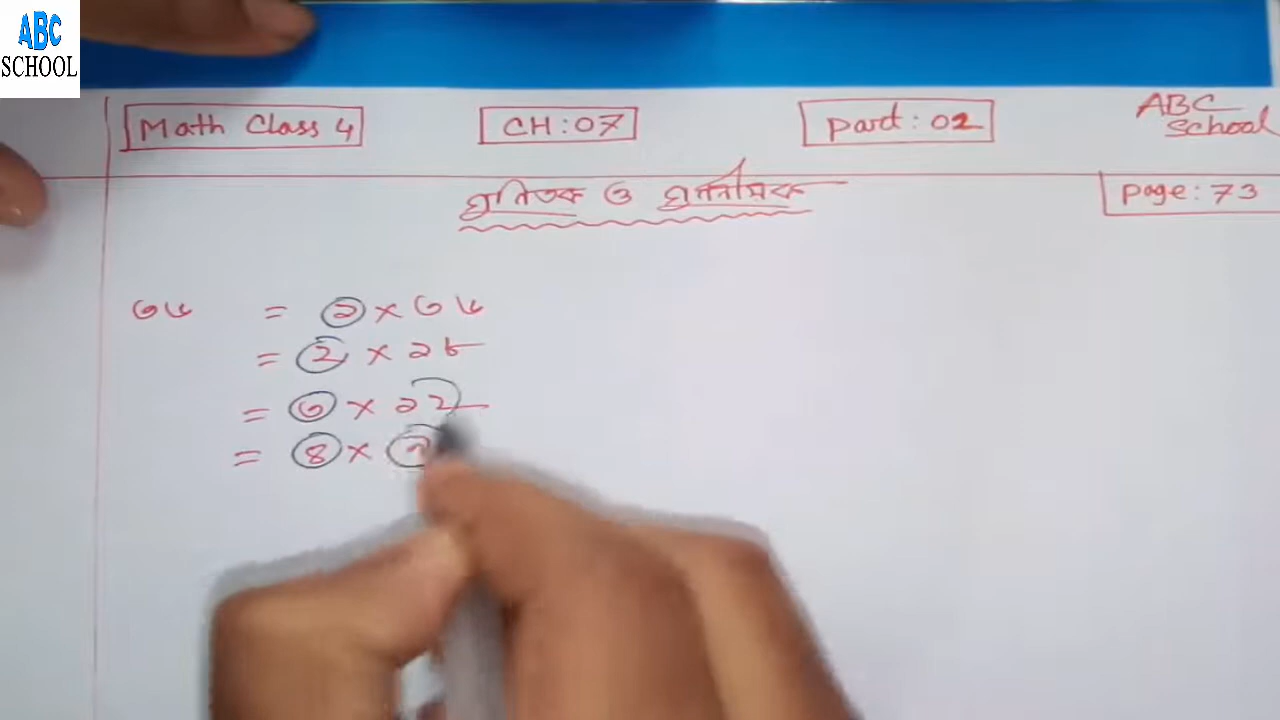 ABC
SCHOOL
Math Class 4
CH: 07
Part: 02
ABC
School
গুণিতক ও গুণনীয়ক
Page: 73
৩৬ = ১ × ৩৬
= ২ × ১৮
= ৩ × ১২
= ৪ ×